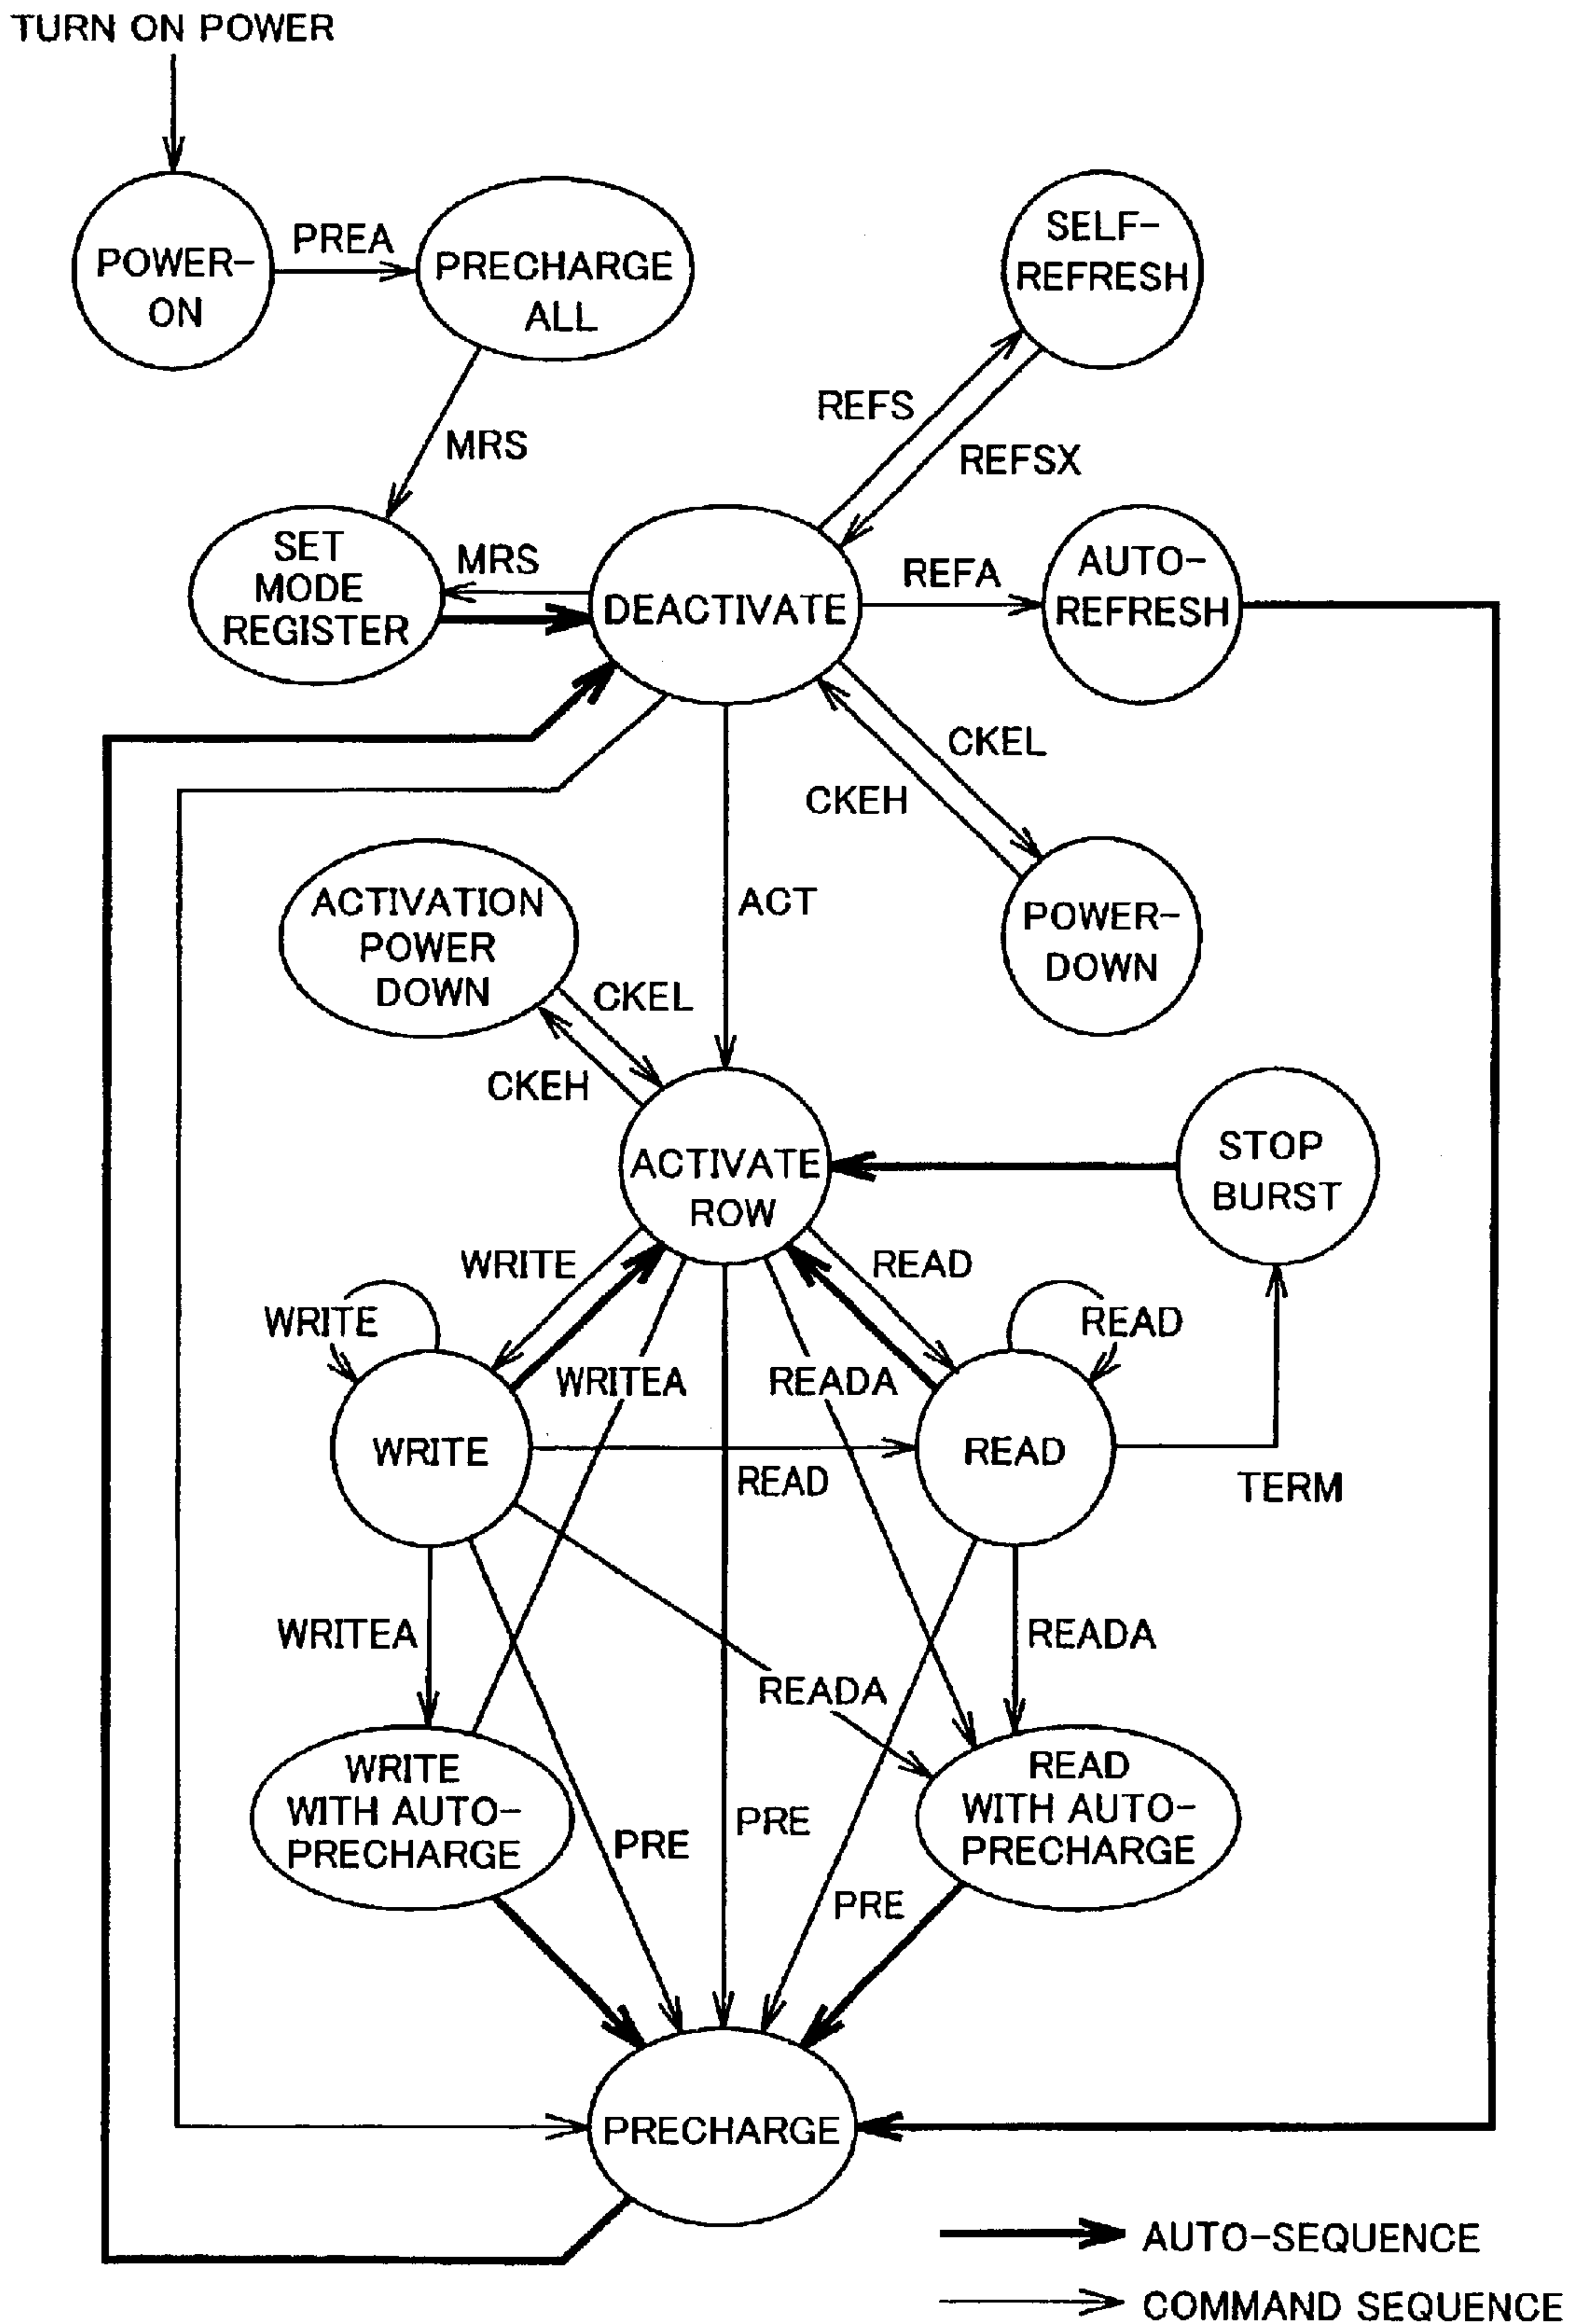 TURN ON POWER
POWER-
ON
PREA
PRECHARGE
ALL
SELF-
REFRESH
REFS
REFSX
MRS
SET
MODE
REGISTER
MRS
DEACTIVATE
REFA
AUTO-
REFRESH
CKEL
CKEH
ACT
POWER-
DOWN
ACTIVATION
POWER
DOWN
CKEL
CKEH
ACTIVATE
ROW
STOP
BURST
WRITE
READ
WRITE
READ
WRITEA
READA
WRITE
READ
READ
TERM
WRITEA
READA
READA
WRITE
WITH AUTO-
PRECHARGE
READ
WITH AUTO-
PRECHARGE
PRE
PRE
PRE
PRECHARGE
AUTO-SEQUENCE
COMMAND SEQUENCE